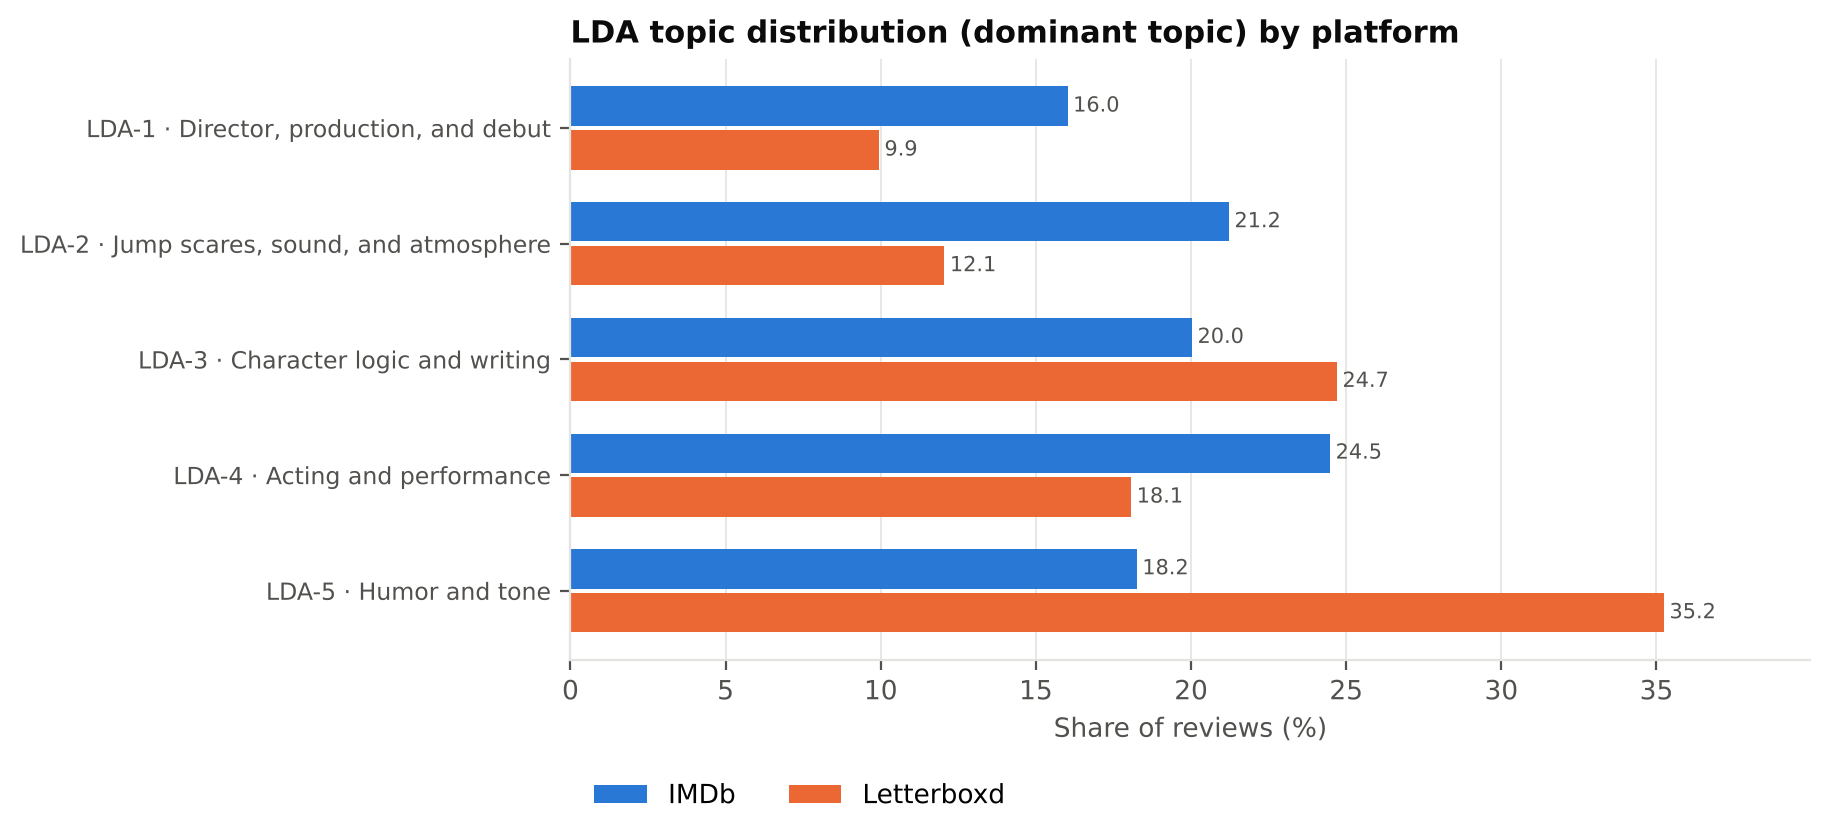 LDA topic distribution (dominant topic) by platform
LDA-1 · Director, production, and debut
16.0
9.9
LDA-2 · Jump scares, sound, and atmosphere
21.2
12.1
LDA-3 · Character logic and writing
20.0
24.7
LDA-4 · Acting and performance
24.5
18.1
LDA-5 · Humor and tone
18.2
35.2
0 5 10 15 20 25 30 35
Share of reviews (%)
IMDb Letterboxd